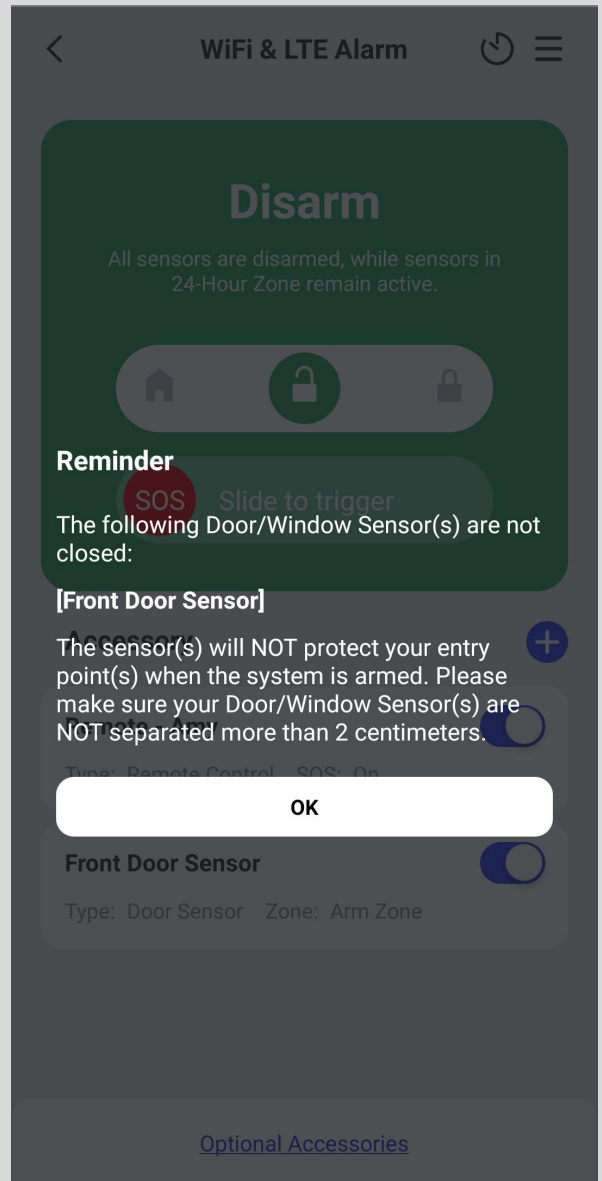 WiFi & LTE Alarm
Disarm
All sensors are disarmed, while sensors in
24-Hour Zone remain active.
Reminder
SOS Slide to trigger
The following Door/Window Sensor(s) are not
closed:
[Front Door Sensor]
Accessory
The sensor(s) will NOT protect your entry
point(s) when the system is armed. Please
make sure your Door/Window Sensor(s) are
Remote - Amy
NOT separated more than 2 centimeters.
Type: Remote Control SOS: On
OK
Front Door Sensor
Type: Door Sensor Zone: Arm Zone
Optional Accessories